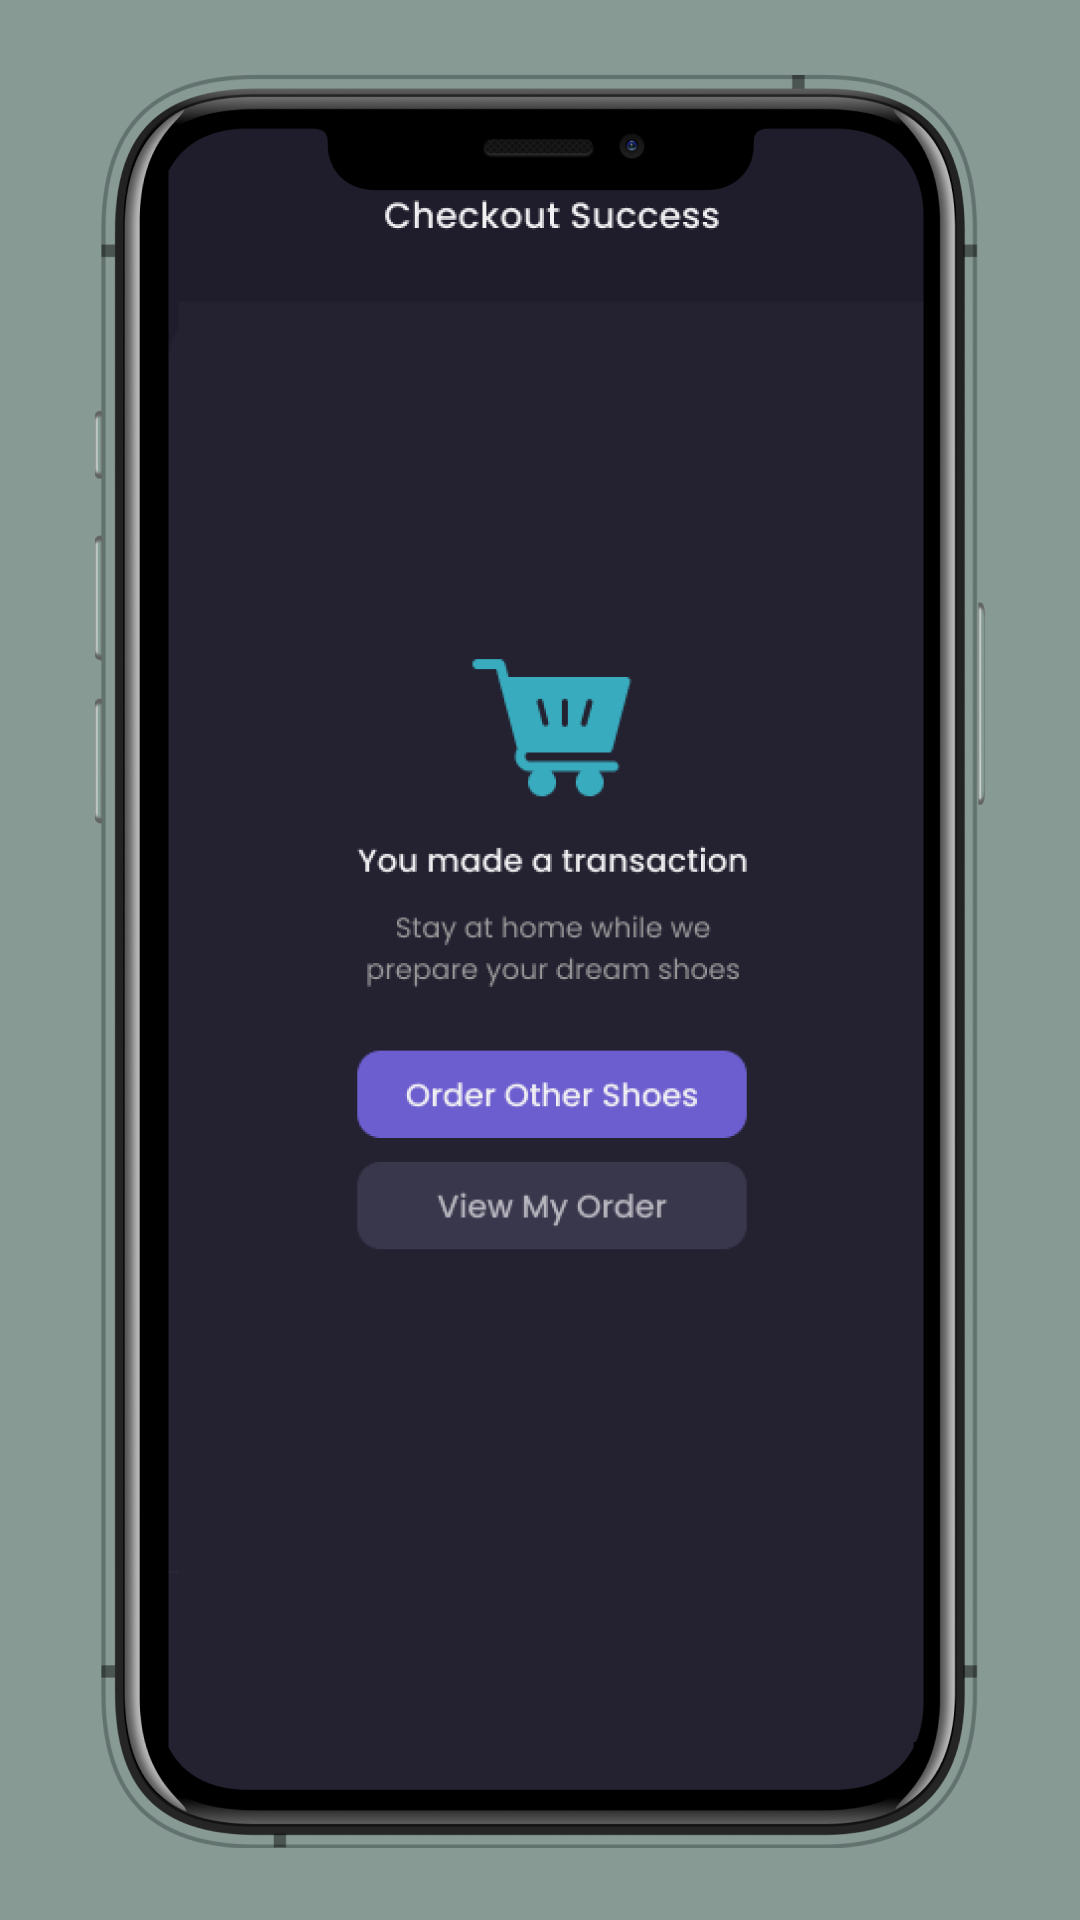 Checkout Success
You made a transaction
Stay at home while we
prepare your dream shoes
Order Other Shoes
View My Order